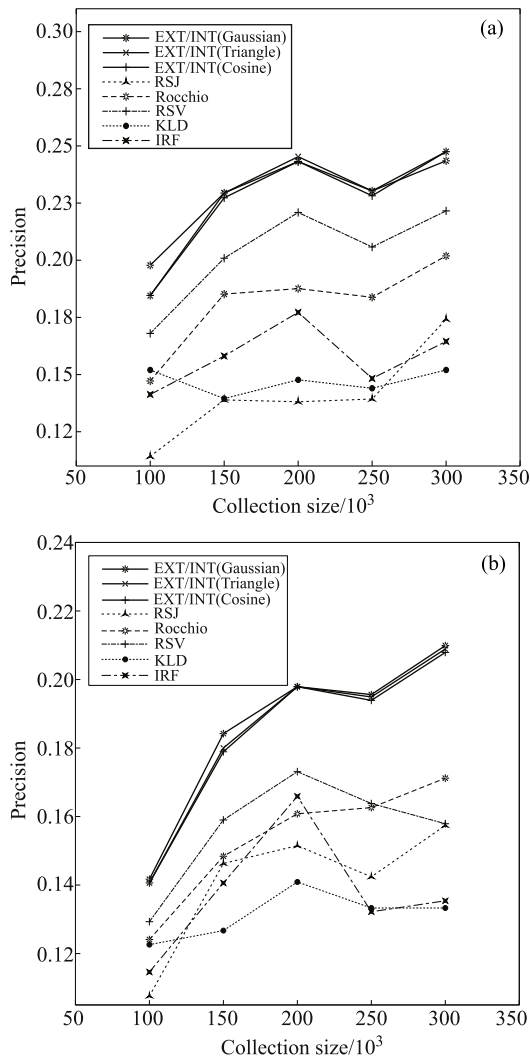 (a)
EXT/INT(Gaussian)
EXT/INT(Triangle)
EXT/INT(Cosine)
RSJ
Rocchio
RSV
KLD
IRF
0.30
0.28
0.25
0.23
0.20
0.18
0.15
0.12
Precision
50 100 150 200 250 300 350
Collection size/10³
(b)
EXT/INT(Gaussian)
EXT/INT(Triangle)
EXT/INT(Cosine)
RSJ
Rocchio
RSV
KLD
IRF
0.24
0.22
0.20
0.18
0.16
0.14
0.12
Precision
50 100 150 200 250 300 350
Collection size/10³